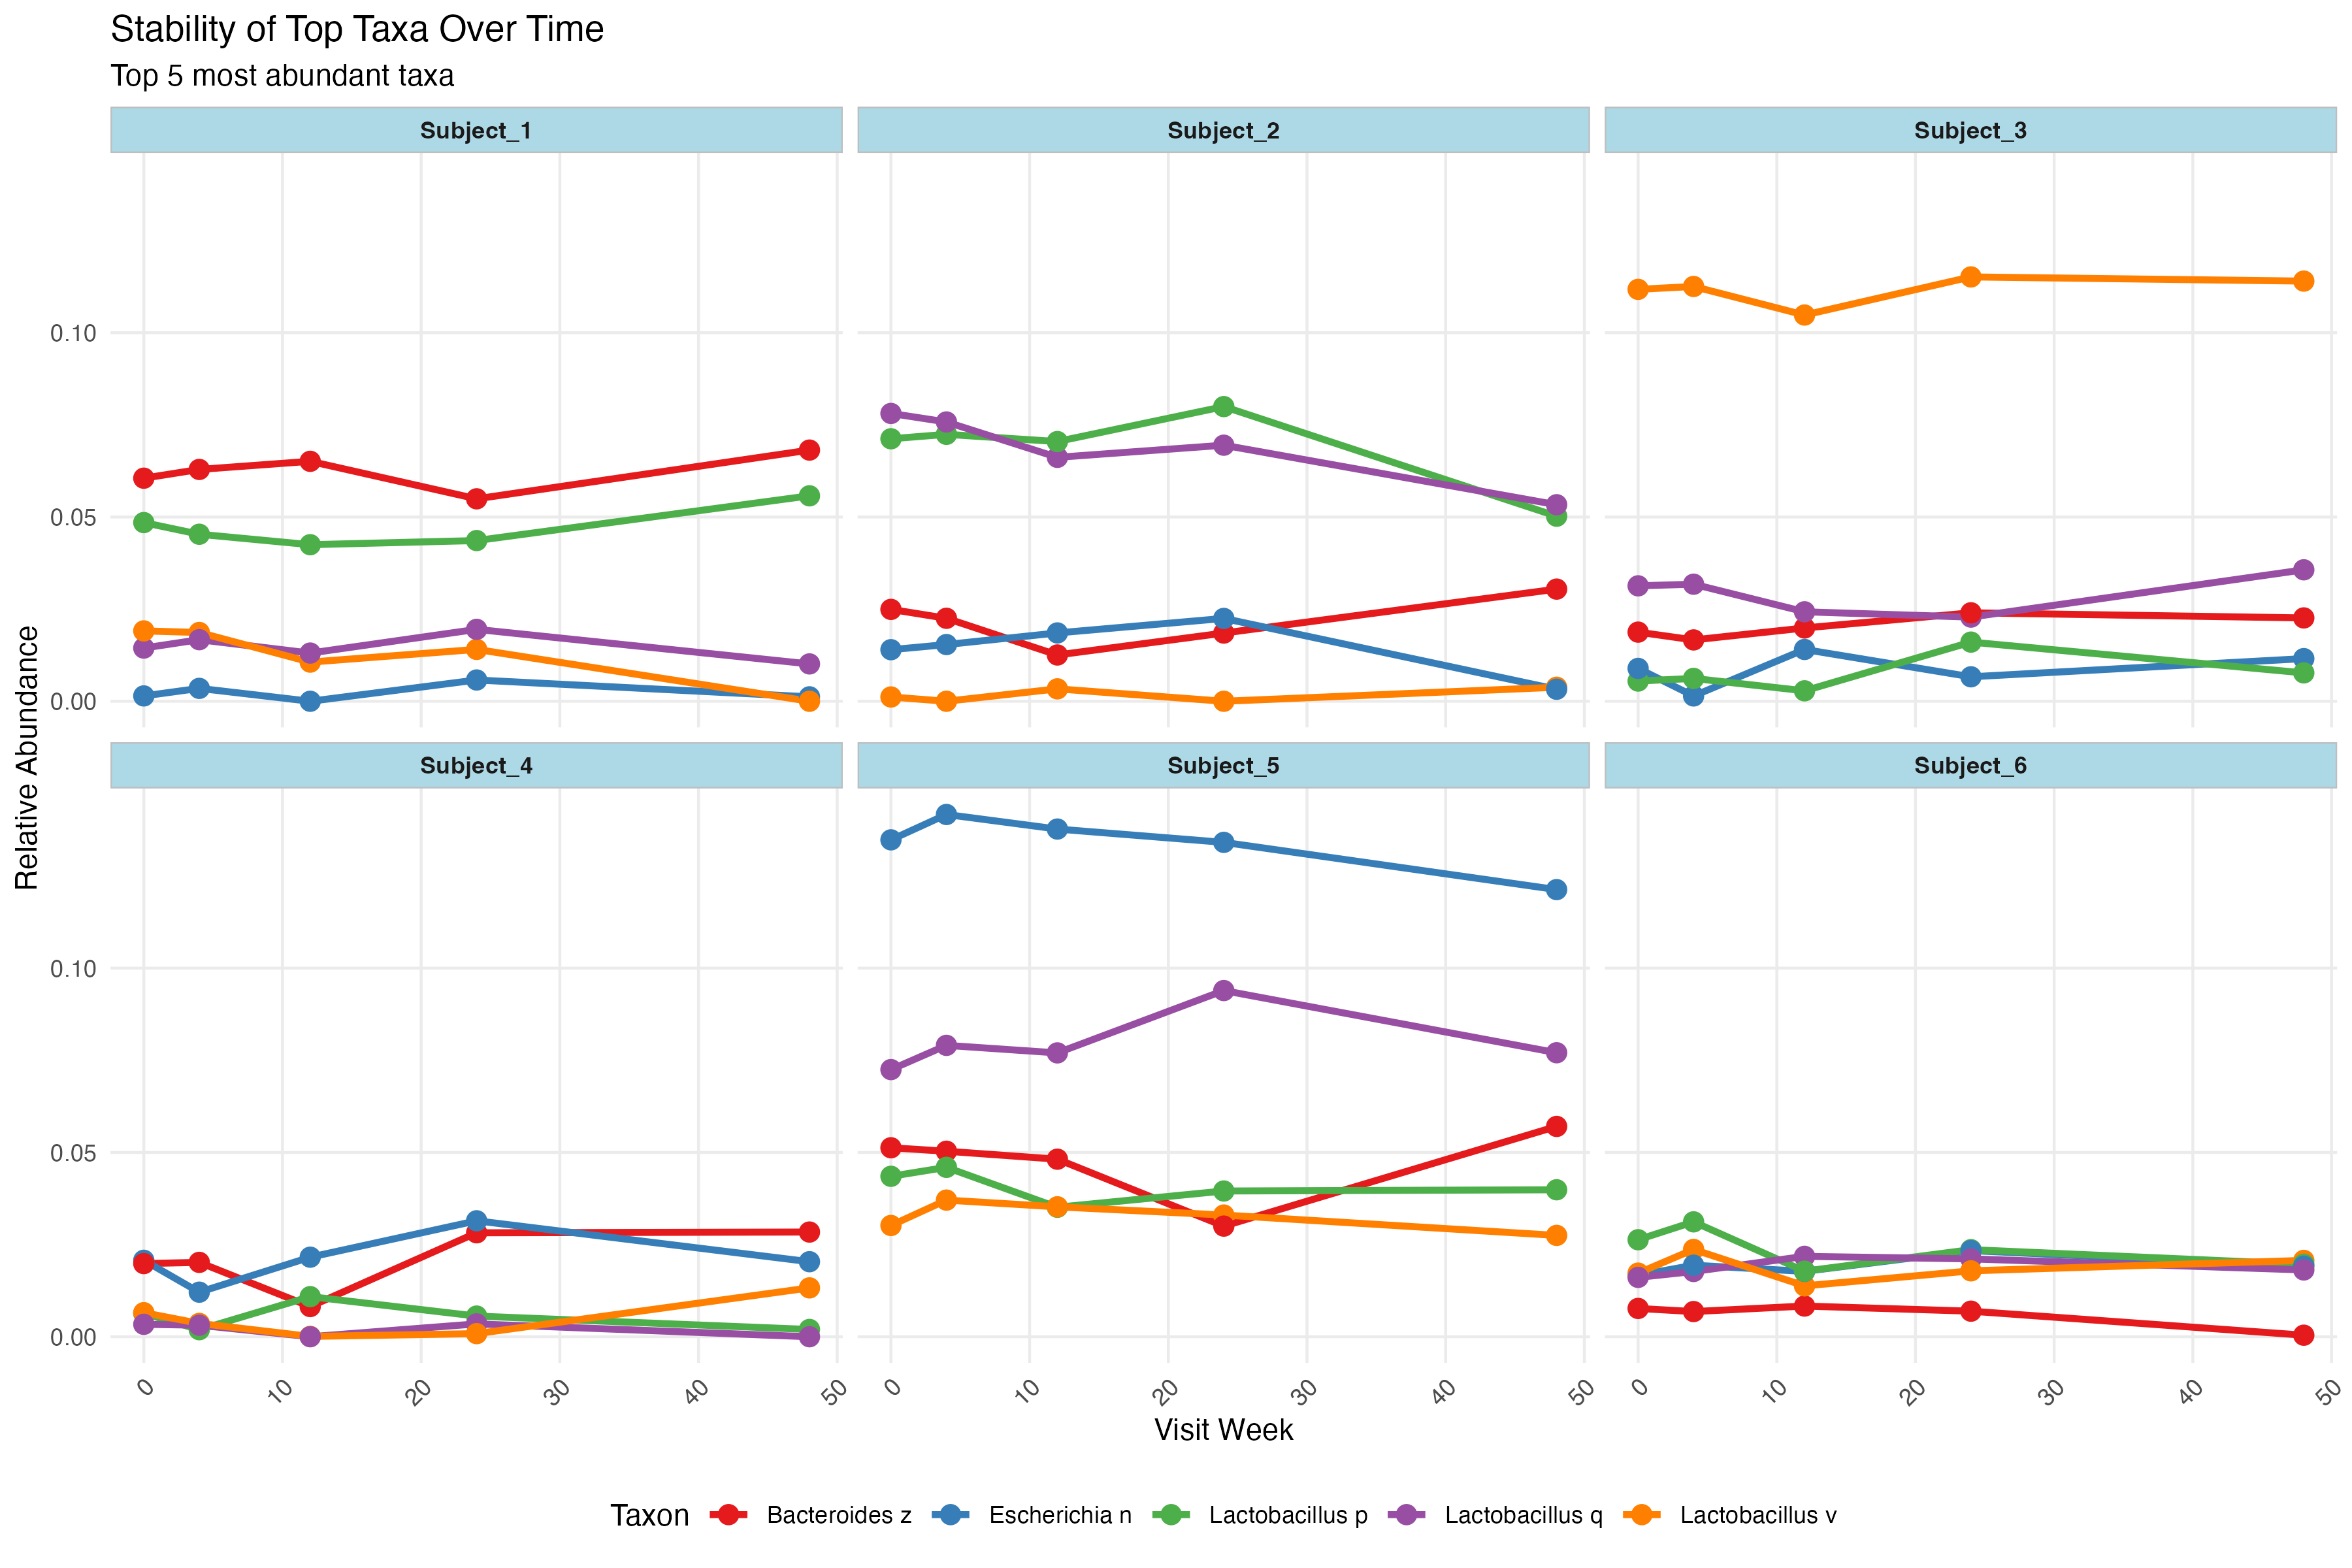 Stability of Top Taxa Over Time
Top 5 most abundant taxa
Subject_1
Subject_2
Subject_3
0.10
0.05
0.00
Subject_4
Subject_5
Subject_6
0.10
0.05
0.00
Relative Abundance
0 10 20 30 40 50
0 10 20 30 40 50
0 10 20 30 40 50
Visit Week
Taxon Bacteroides z Escherichia n Lactobacillus p Lactobacillus q Lactobacillus v